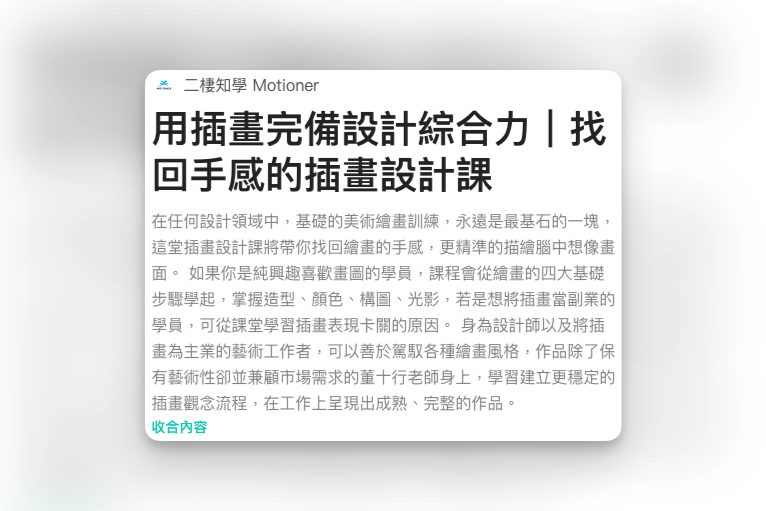 二棲知學 Motioner
用插畫完備設計綜合力｜找
回手感的插畫設計課
在任何設計領域中，基礎的美術繪畫訓練，永遠是最基石的一塊，
這堂插畫設計課將帶你找回繪畫的手感，更精準的描繪腦中想像畫
面。 如果你是純興趣喜歡畫圖的學員，課程會從繪畫的四大基礎
步驟學起，掌握造型、顏色、構圖、光影，若是想將插畫當副業的
學員，可從課堂學習插畫表現卡關的原因。 身為設計師以及將插
畫為主業的藝術工作者，可以善於駕馭各種繪畫風格，作品除了保
有藝術性卻並兼顧市場需求的董十行老師身上，學習建立更穩定的
插畫觀念流程，在工作上呈現出成熟、完整的作品。
收合內容